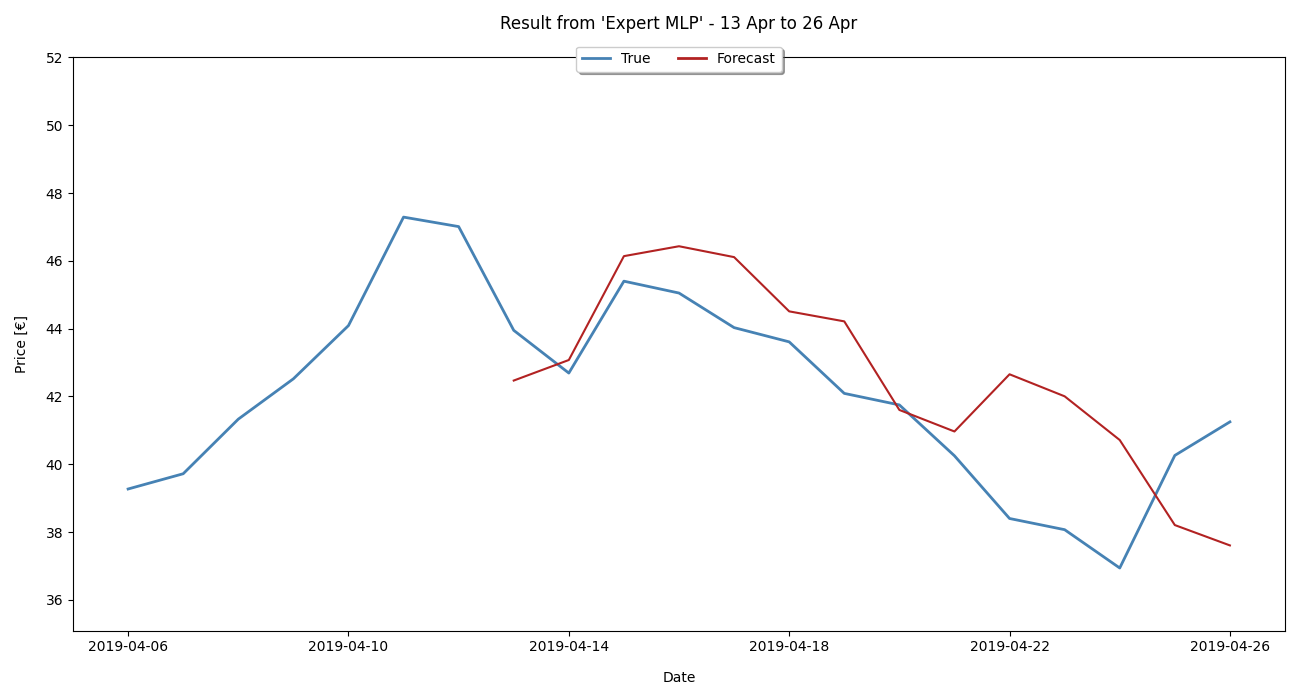 Result from 'Expert MLP' - 13 Apr to 26 Apr
True Forecast
52
50
48
46
44
42
40
38
36
Price [€]
2019-04-06 2019-04-10 2019-04-14 2019-04-18 2019-04-22 2019-04-26
Date